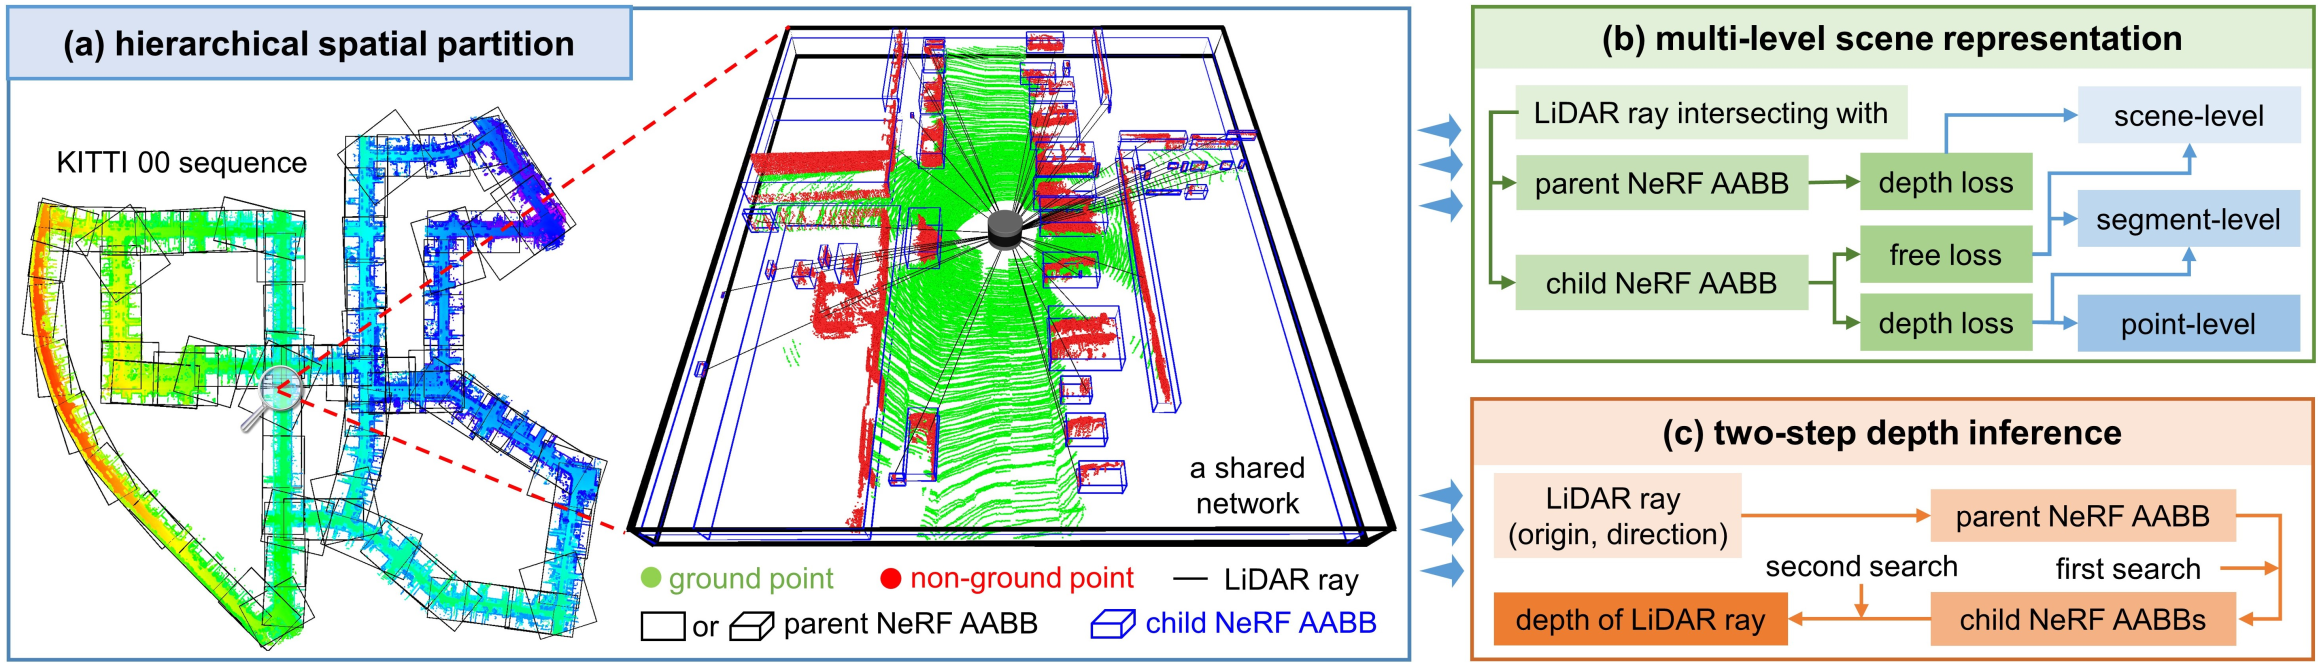 (a) hierarchical spatial partition
KITTI 00 sequence
a shared
network
ground point
non-ground point
LiDAR ray
or
parent NeRF AABB
child NeRF AABB
(b) multi-level scene representation
LiDAR ray intersecting with
scene-level
parent NeRF AABB
depth loss
segment-level
free loss
child NeRF AABB
depth loss
point-level
(c) two-step depth inference
LiDAR ray
(origin, direction)
parent NeRF AABB
second search
first search
depth of LiDAR ray
child NeRF AABBs